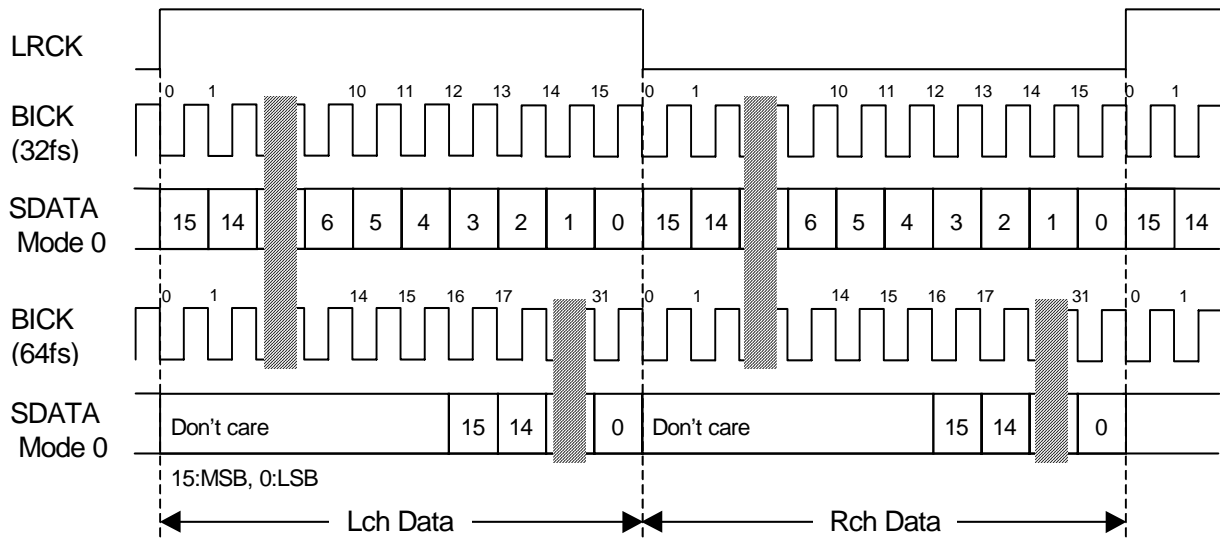 LRCK
0 1 10 11 12 13 14 15 0 1 10 11 12 13 14 15 0 1
BICK
(32fs)
SDATA
Mode 0
15 14 6 5 4 3 2 1 0 15 14 6 5 4 3 2 1 0 15 14
0 1 14 15 16 17 31 0 1 14 15 16 17 31 0 1
BICK
(64fs)
SDATA
Mode 0
Don't care 15 14 0 Don't care 15 14 0
15:MSB, 0:LSB
Lch Data Rch Data